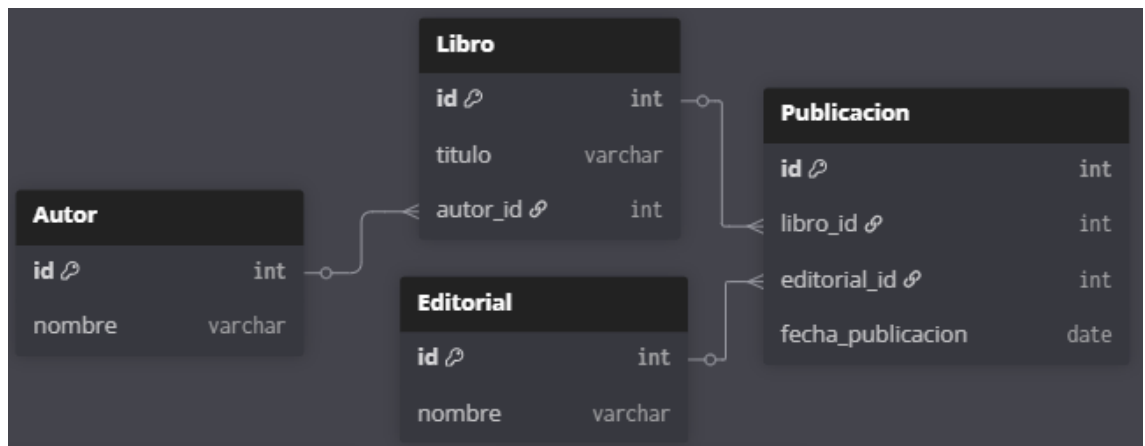 Autor
id int
nombre varchar
Libro
id int
titulo varchar
autor_id int
Editorial
id int
nombre varchar
Publicacion
id int
libro_id int
editorial_id int
fecha_publicacion date